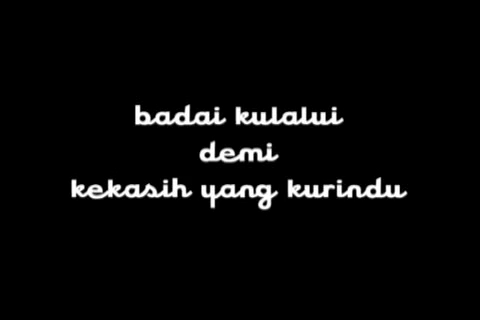 badai kulalui
demi
kekasih yang kurindu